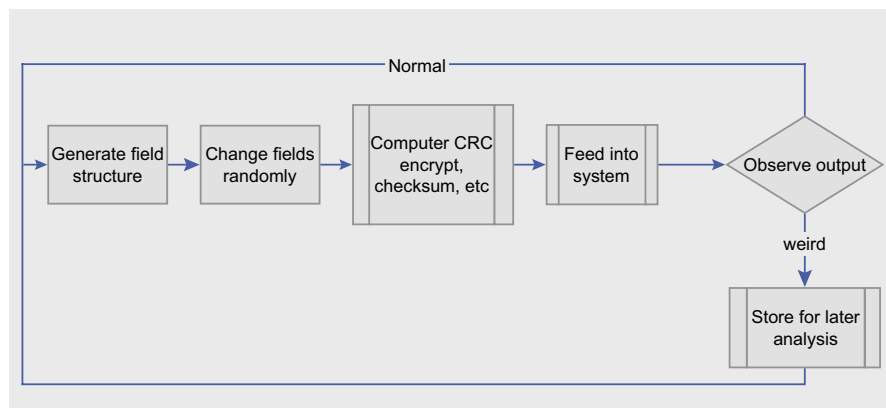 Normal
Generate field
structure
Change fields
randomly
Computer CRC
encrypt,
checksum, etc
Feed into
system
Observe output
weird
Store for later
analysis